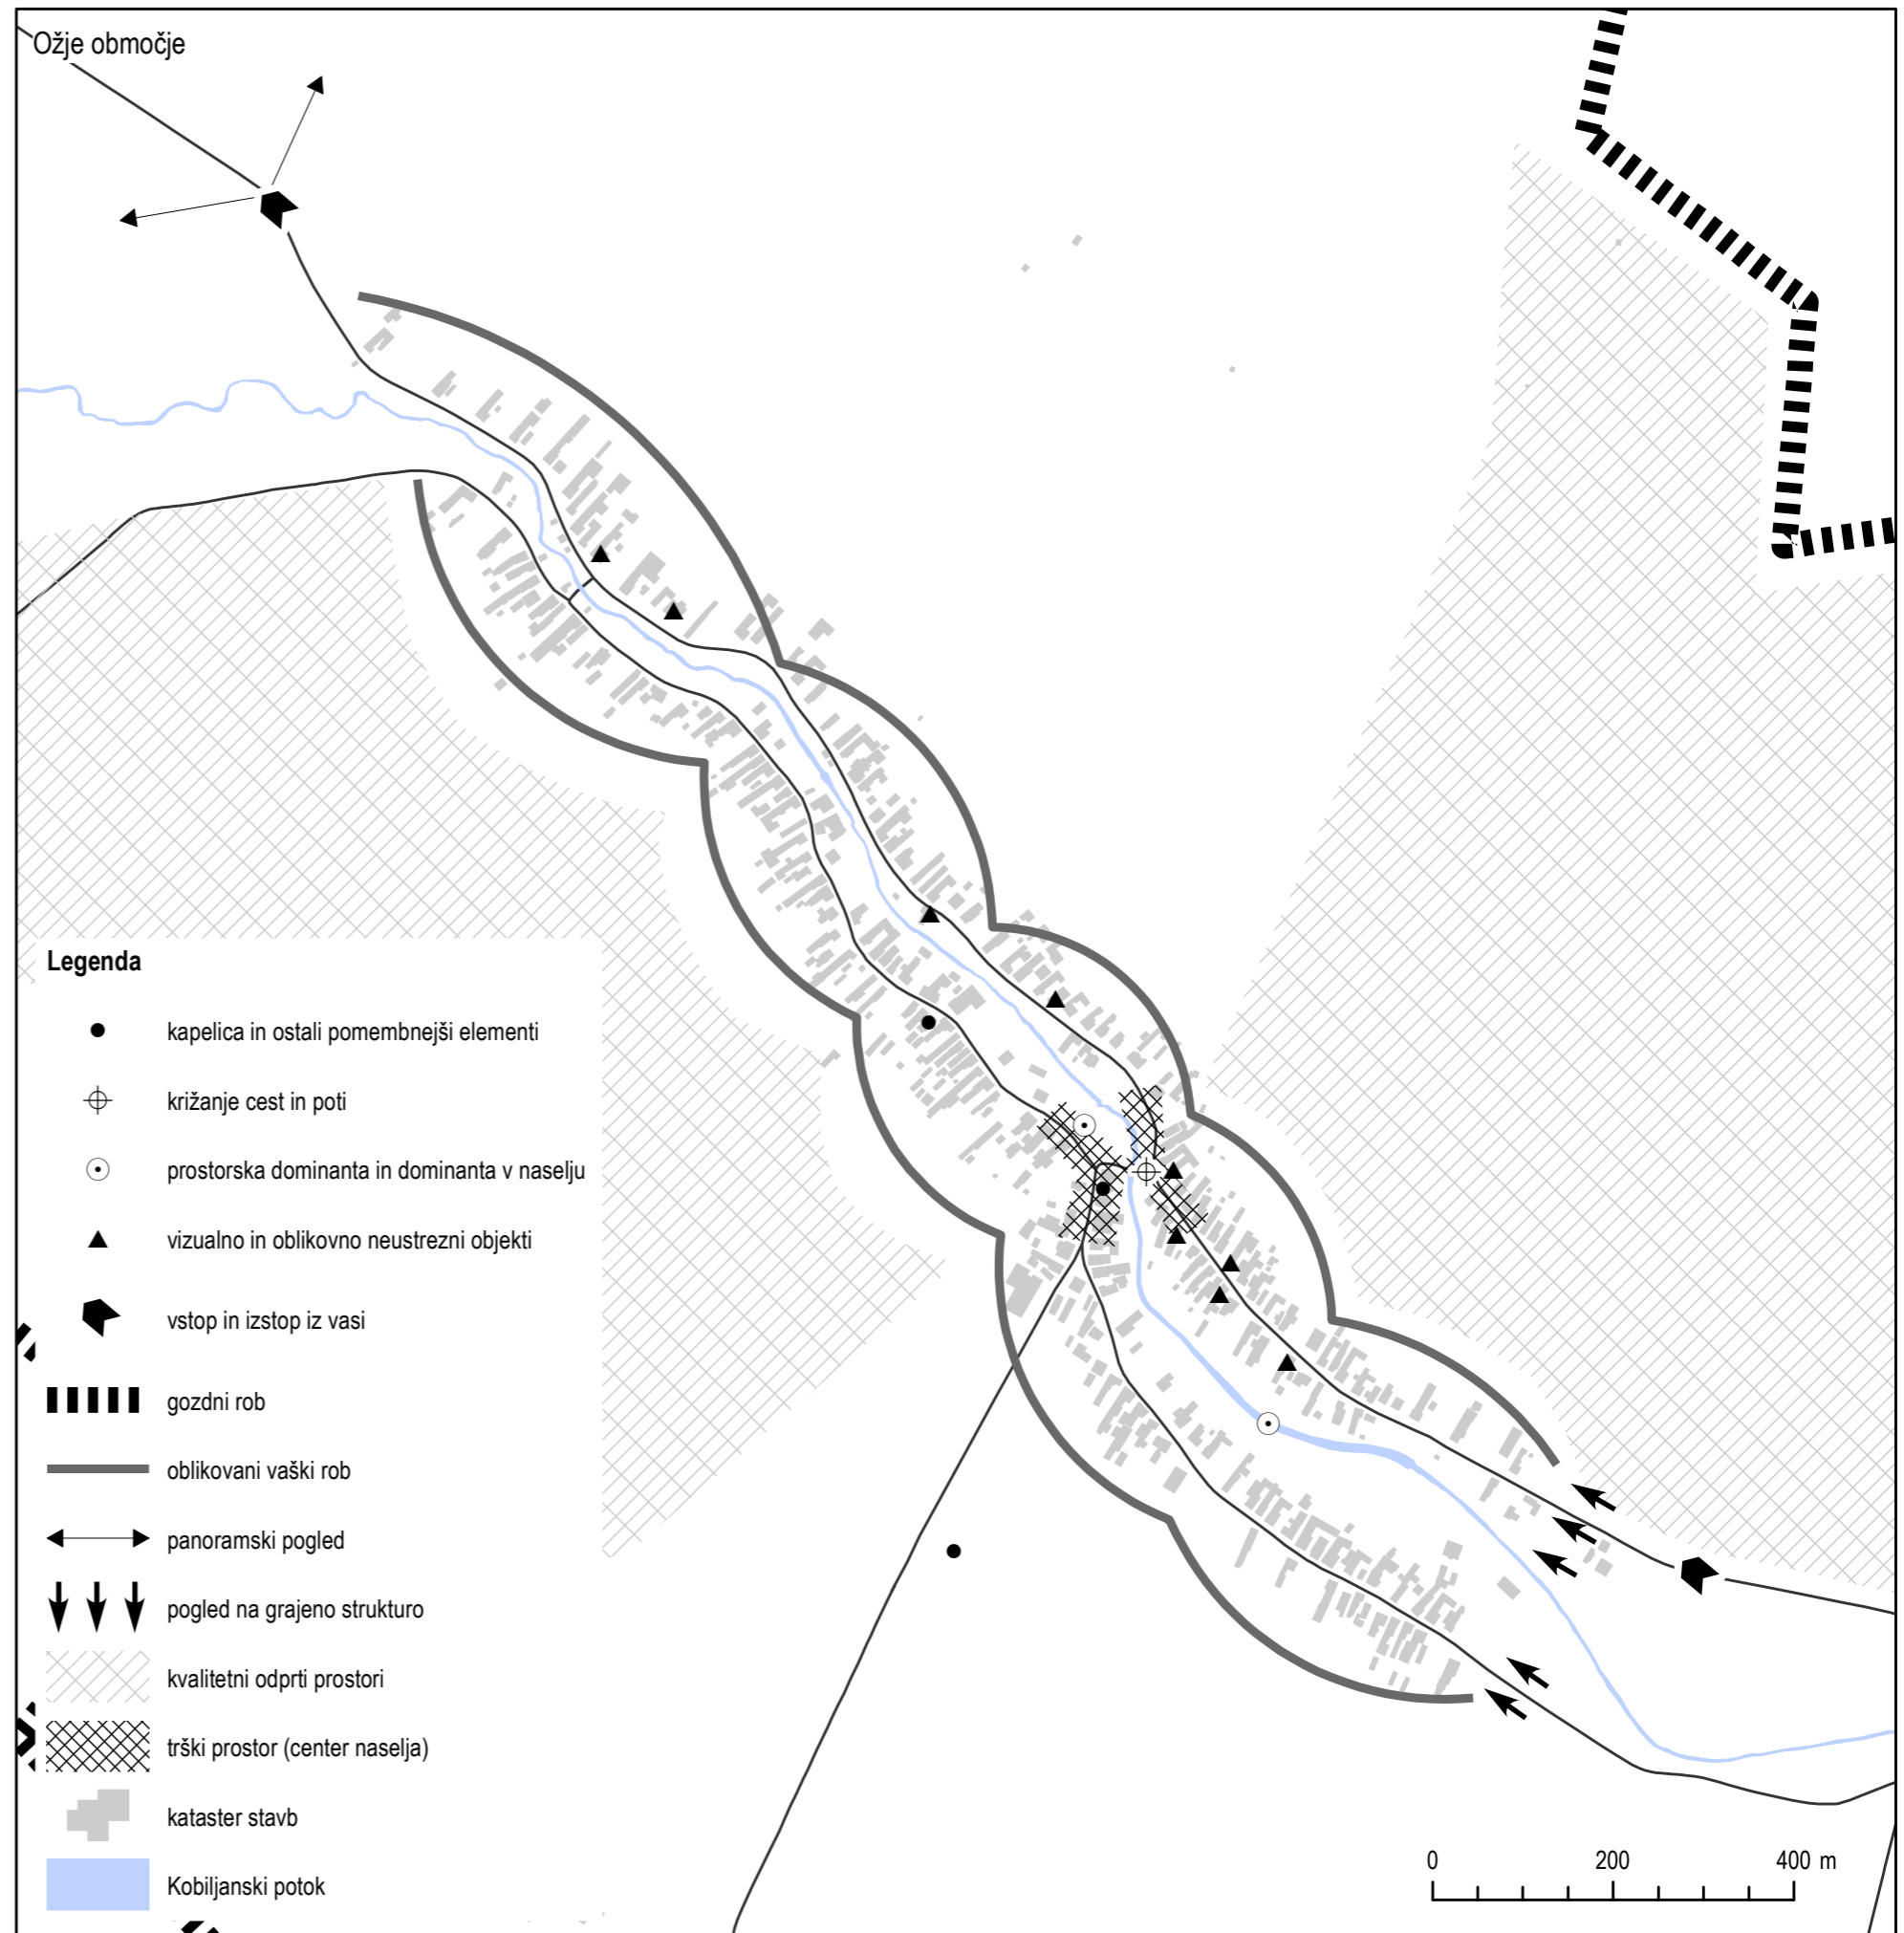 Ožje območje
Legenda
kapelica in ostali pomembnejši elementi
križanje cest in poti
prostorska dominanta in dominanta v naselju
vizualno in oblikovno neustrezni objekti
vstop in izstop iz vasi
gozdni rob
oblikovani vaški rob
panoramski pogled
pogled na grajeno strukturo
kvalitetni odprti prostori
trški prostor (center naselja)
kataster stavb
Kobiljanski potok
0 200 400 m